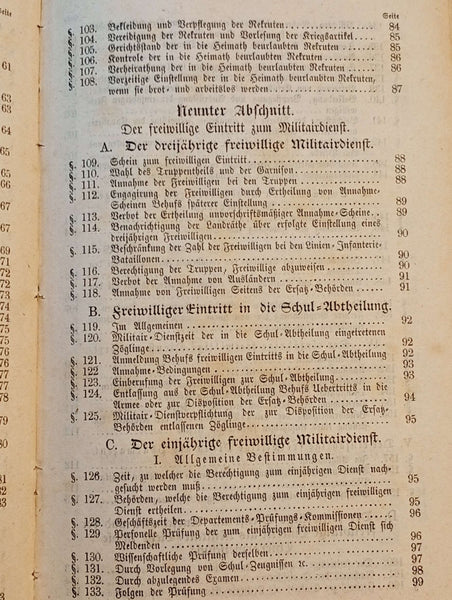 Seite
§. 103. Bekleidung und Verpflegung der Rekruten 84
§. 104. Vereidigung der Rekruten und Vorlesung der Kriegsartikel 85
§. 105. Gerichtsstand der in die Heimath beurlaubten Rekruten 85
§. 106. Kontrole der in die Heimath beurlaubten Rekruten 86
§. 107. Verheirathung der in die Heimath beurlaubten Rekruten 86
§. 108. Vorzeitige Einstellung der in die Heimath beurlaubten Rekruten,
wenn sie brot- und arbeitslos werden 87
Neunter Abschnitt.
Der freiwillige Eintritt zum Militairdienst.
A. Der dreijährige freiwillige Militairdienst.
§. 109. Schein zum freiwilligen Eintritt 88
§. 110. Wahl des Truppentheils und der Garnison 88
§. 111. Annahme der Freiwilligen bei den Truppen 88
§. 112. Engagirung der Freiwilligen durch Ertheilung von Annahme-
Scheinen Behufs späterer Einstellung 89
§. 113. Verbot der Ertheilung unvorschriftsmäßiger Annahme-Scheine 89
§. 114. Benachrichtigung der Landräthe über erfolgte Einstellung eines
dreijährigen Freiwilligen 90
§. 115. Beschränkung der Zahl der Freiwilligen bei den Linien-Infanterie-
Bataillonen 90
§. 116. Berechtigung der Truppen, Freiwillige abzuweisen 90
§. 117. Verbot der Annahme von Ausländern 91
§. 118. Annahme von Freiwilligen Seitens der Ersatz-Behörden 91
B. Freiwilliger Eintritt in die Schul-Abtheilung.
§. 119. Im Allgemeinen 92
§. 120. Militair-Dienstzeit der in die Schul-Abtheilung eingetretenen
Zöglinge 92
§. 121. Anmeldung Behufs freiwilligen Eintritts in die Schul-Abtheilung 92
§. 122 Annahme-Bedingungen 93
§. 123. Einberufung der Freiwilligen zur Schul-Abtheilung 93
§. 124. Entlassung aus der Schul-Abtheilung Behufs Uebertritts in die
Armee oder zur Disposition der Ersatz-Behörden 94
§. 125. Militair-Dienstverpflichtung der zur Disposition der Ersatz-
Behörden entlassenen Zöglinge 95
C. Der einjährige freiwillige Militairdienst.
I. Allgemeine Bestimmungen.
§. 126. Zeit, zu welcher die Berechtigung zum einjährigen Dienst nach-
gesucht werden muß 95
§. 127. Behörden, welche die Berechtigung zum einjährigen freiwilligen
Dienst ertheilen 95
§. 128. Geschäftszeit der Departements-Prüfungs-Kommissionen 96
§. 129 Personelle Prüfung der zum einjährigen freiwilligen Dienst sich
Meldenden 96
§. 130. Wissenschaftliche Prüfung derselben 97
§. 131. Durch Vorlegung von Schul-Zeugnissen ꝛc. 97
§. 132. Durch abzulegendes Examen 98
§. 133. Folgen der Prüfung 99